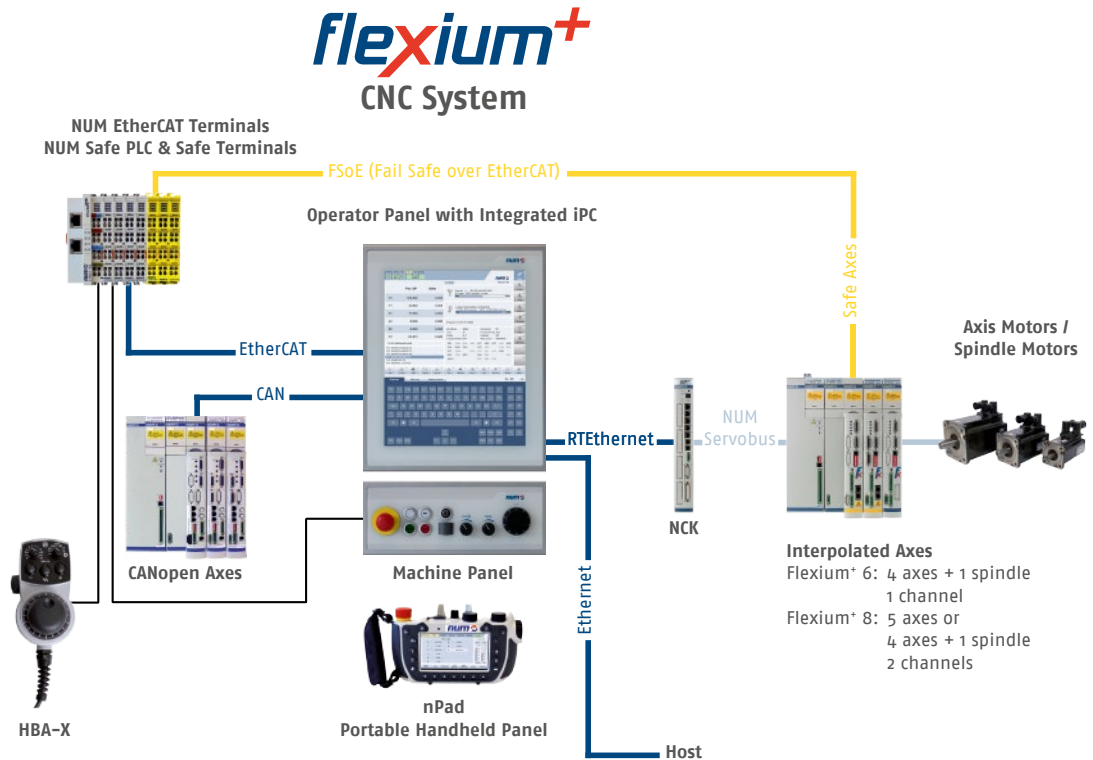 flexium+
CNC System
NUM EtherCAT Terminals
NUM Safe PLC & Safe Terminals
FSoE (Fail Safe over EtherCAT)
Operator Panel with Integrated iPC
num
Safe Axes
Axis Motors /
Spindle Motors
EtherCAT
CAN
RTEthernet
NUM
Servobus
num
NCK
CANopen Axes
Machine Panel
Interpolated Axes
Flexium+ 6: 4 axes + 1 spindle
1 channel
Flexium+ 8: 5 axes or
4 axes + 1 spindle
2 channels
Ethernet
num
nPad
Portable Handheld Panel
HBA-X
Host